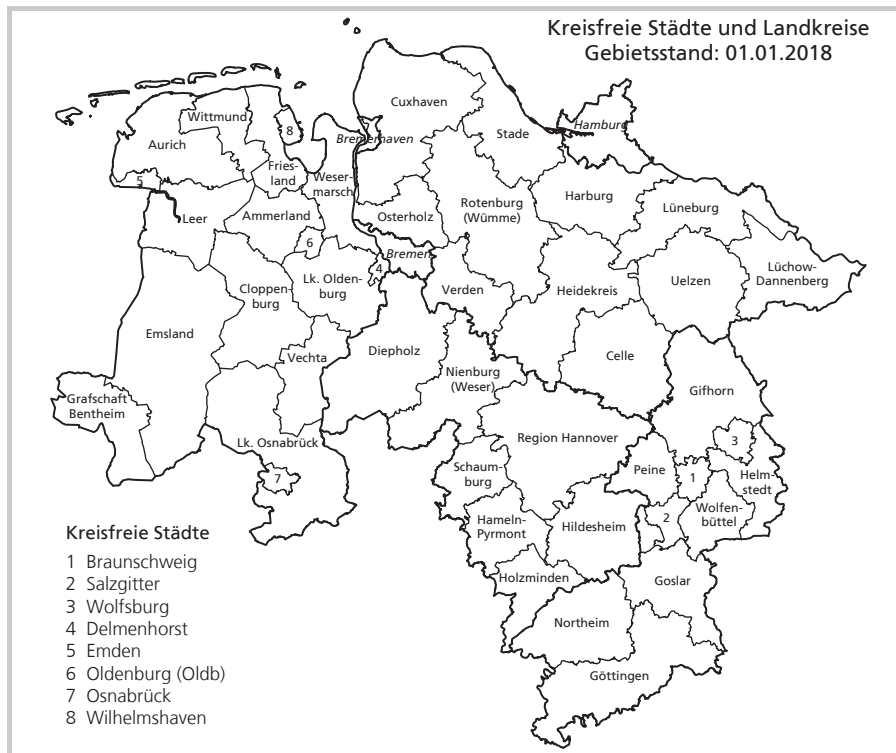 Kreisfreie Städte und Landkreise
Gebietsstand: 01.01.2018
Cuxhaven
Wittmund
8
Stade
Hamburg
Bremerhaven
Aurich
Fries-
land
Weser-
marsch
5
Harburg
Rotenburg
(Wümme)
Lüneburg
Leer
Ammerland
Osterholz
6
Bremen
4
Lüchow-
Dannenberg
Lk. Olden-
burg
Uelzen
Cloppen-
burg
Verden
Heidekreis
Emsland
Diepholz
Vechta
Celle
Nienburg
(Weser)
Gifhorn
Grafschaft
Bentheim
Region Hannover
Lk. Osnabrück
3
Schaum-
burg
Peine
7
1
Helm-
stedt
Wolfen-
büttel
2
Hameln-
Pyrmont
Hildesheim
Holzminden
Goslar
Northeim
Göttingen
Kreisfreie Städte
1 Braunschweig
2 Salzgitter
3 Wolfsburg
4 Delmenhorst
5 Emden
6 Oldenburg (Oldb)
7 Osnabrück
8 Wilhelmshaven